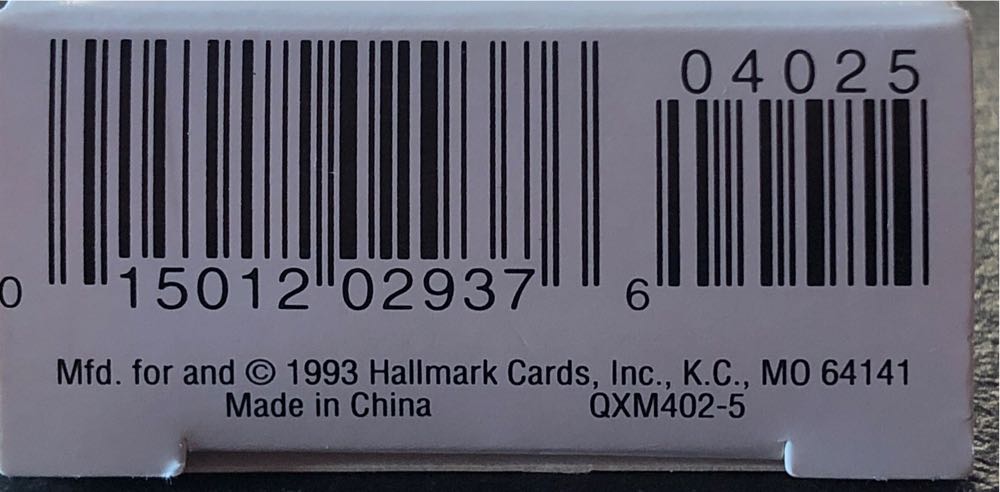 04025
0 15012 02937 6
Mfd. for and © 1993 Hallmark Cards, Inc., K.C., MO 64141
Made in China QXM402-5